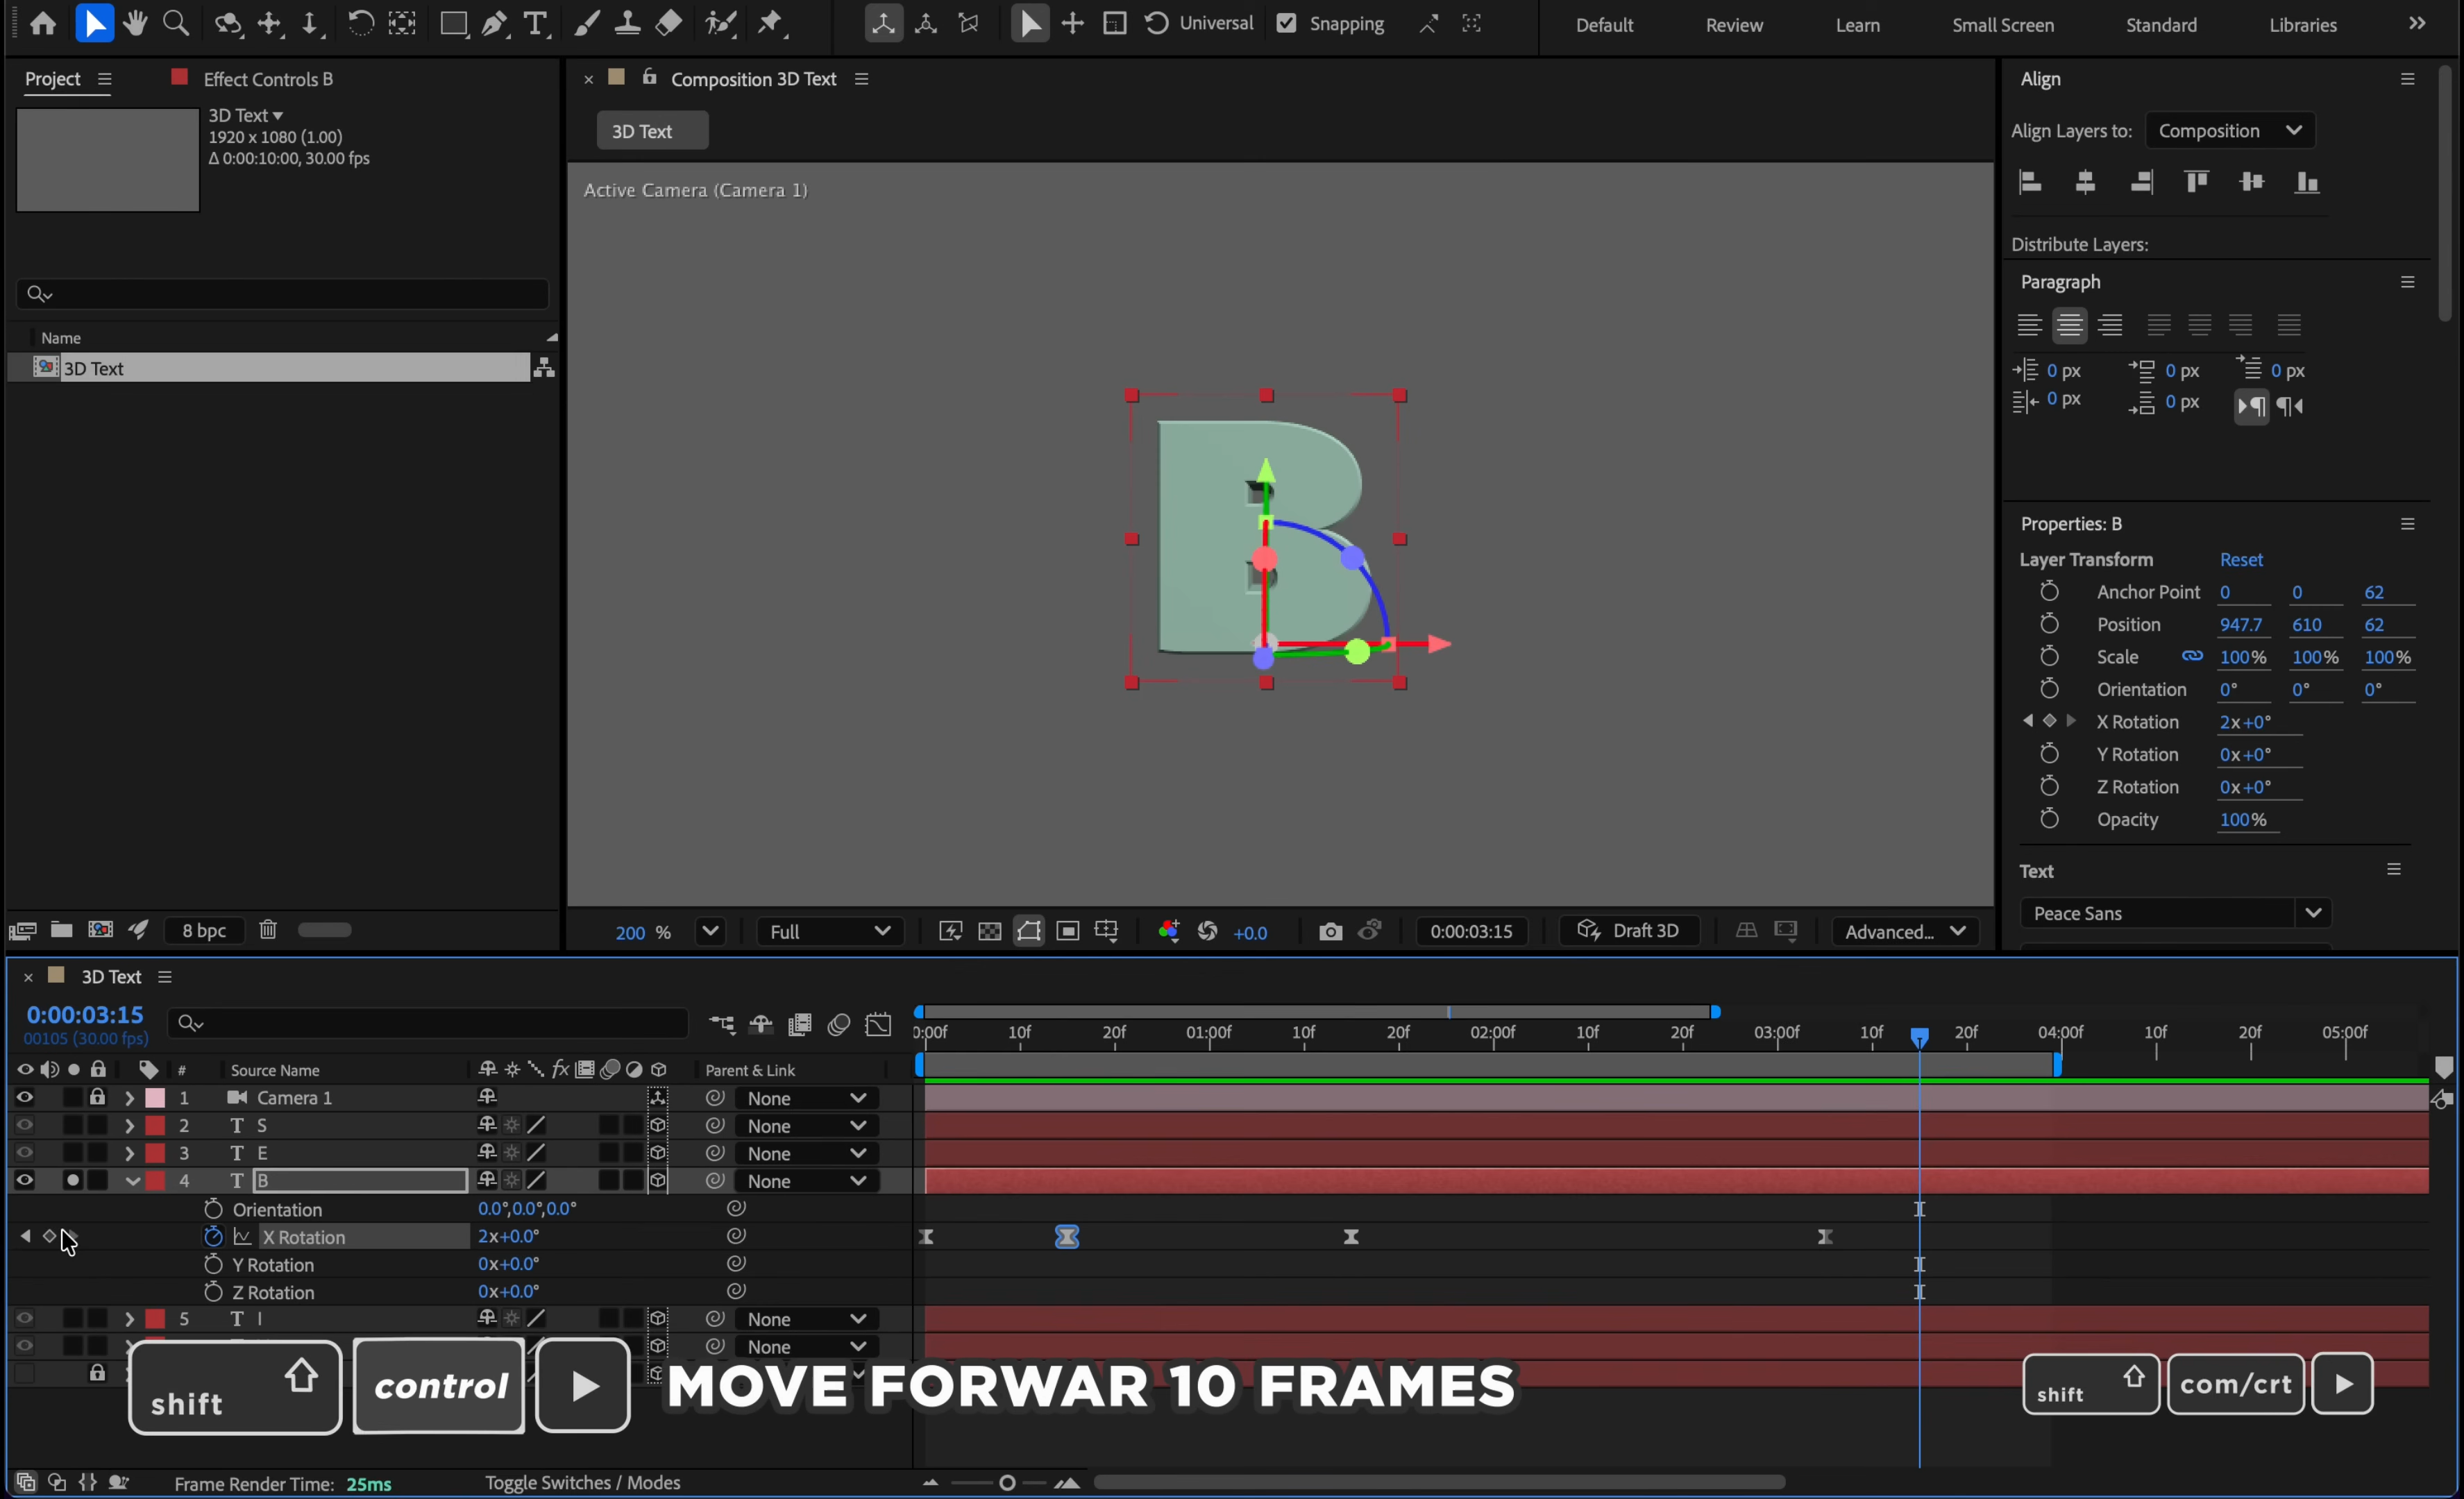 Universal
Snapping
Default
Review
Learn
Small Screen
Standard
Libraries
Project
Effect Controls B
3D Text
1920 x 1080 (1.00)
Δ 0:00:10:00, 30.00 fps
Name
3D Text
8 bpc
Composition 3D Text
3D Text
Active Camera (Camera 1)
200 %
Full
+0.0
0:00:03:15
Draft 3D
Advanced...
Align
Align Layers to: Composition
Distribute Layers:
Paragraph
0 px 0 px 0 px
0 px 0 px
Properties: B
Layer Transform Reset
Anchor Point 0 0 62
Position 947.7 610 62
Scale 100% 100% 100%
Orientation 0° 0° 0°
X Rotation 2x+0°
Y Rotation 0x+0°
Z Rotation 0x+0°
Opacity 100%
Text
Peace Sans
3D Text
0:00:03:15
00105 (30.00 fps)
0:00f 10f 20f 01:00f 10f 20f 02:00f 10f 20f 03:00f 10f 20f 04:00f 10f 20f 05:00f
# Source Name fx Parent & Link
1 Camera 1 None
2 T S None
3 T E None
4 T B None
Orientation 0.0°,0.0°,0.0°
X Rotation 2x+0.0°
Y Rotation 0x+0.0°
Z Rotation 0x+0.0°
5 T I None
None
shift control MOVE FORWAR 10 FRAMES
shift com/crt
Frame Render Time: 25ms
Toggle Switches / Modes